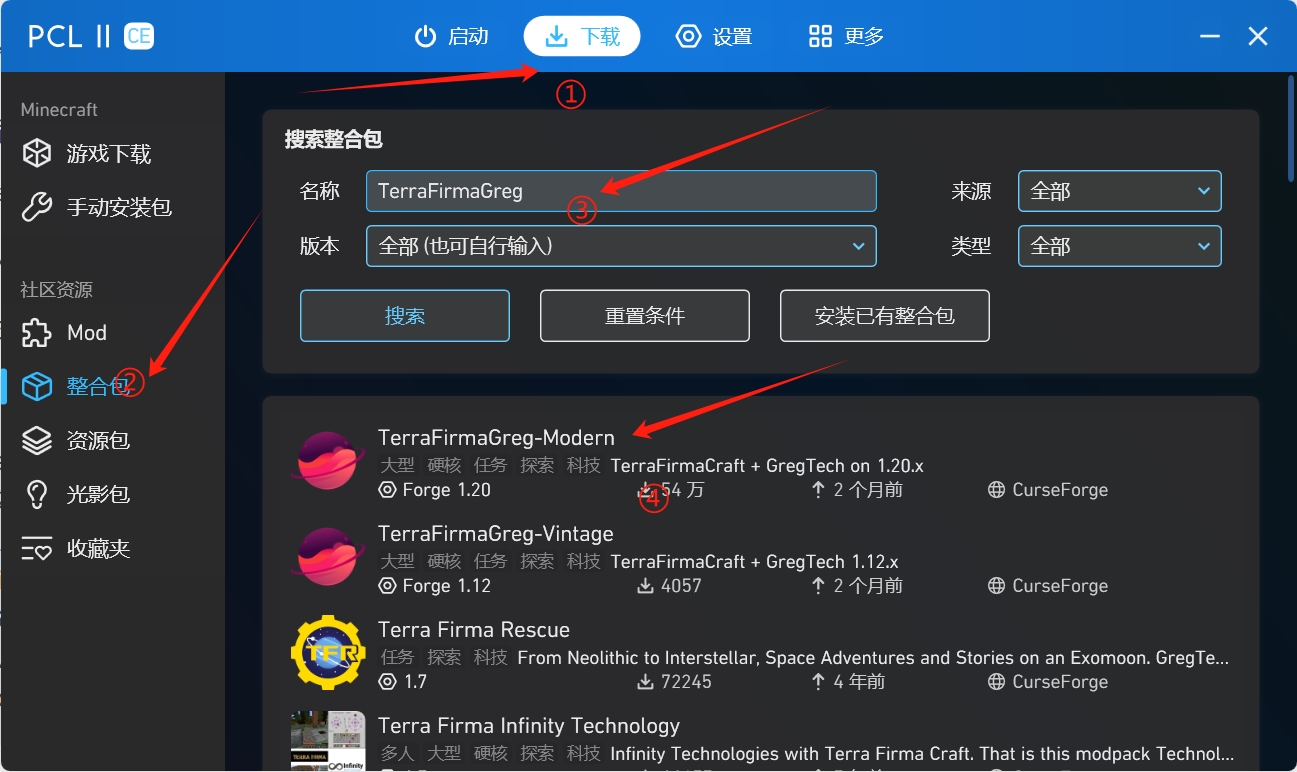 PCL II CE
启动
下载
设置
更多
①
Minecraft
游戏下载
手动安装包
社区资源
Mod
整合包
②
资源包
光影包
收藏夹
搜索整合包
名称 TerraFirmaGreg
③
来源 全部
版本 全部 (也可自行输入)
类型 全部
搜索
重置条件
安装已有整合包
TerraFirmaGreg-Modern
大型 硬核 任务 探索 科技 TerraFirmaCraft + GregTech on 1.20.x
Forge 1.20 54 万 2 个月前 CurseForge
④
TerraFirmaGreg-Vintage
大型 硬核 任务 探索 科技 TerraFirmaCraft + GregTech 1.12.x
Forge 1.12 4057 2 个月前 CurseForge
TFR
Terra Firma Rescue
任务 探索 科技 From Neolithic to Interstellar, Space Adventures and Stories on an Exomoon. GregTe...
1.7 72245 4 年前 CurseForge
TERRA FIRMA
Infinity
Terra Firma Infinity Technology
多人 大型 硬核 探索 科技 Infinity Technologies with Terra Firma Craft. That is this modpack Technol...